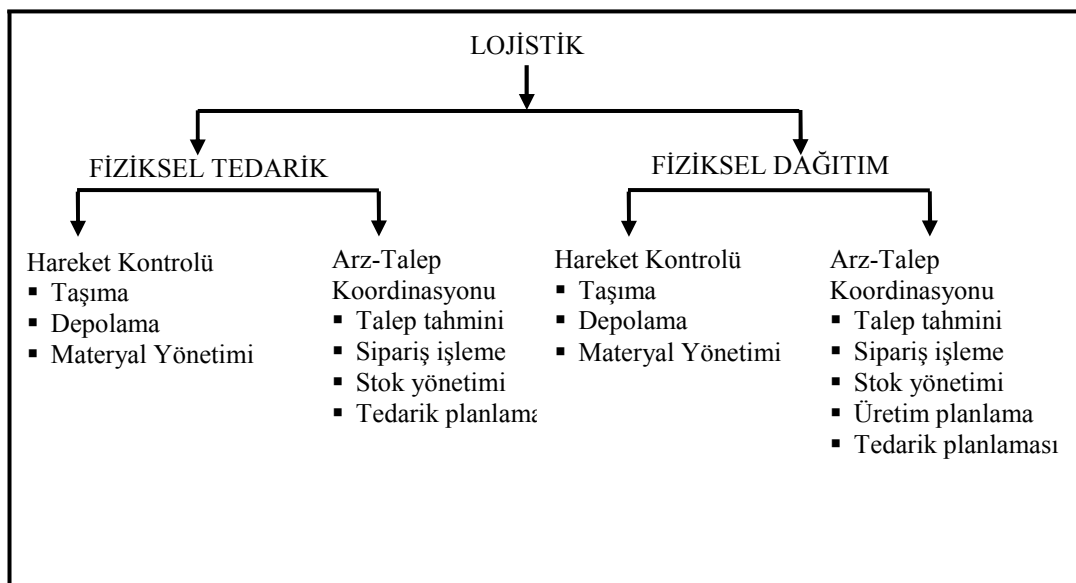 LOJİSTİK
FİZİKSEL TEDARİK
FİZİKSEL DAĞITIM
Hareket Kontrolü
▪ Taşıma
▪ Depolama
▪ Materyal Yönetimi
Arz-Talep
Koordinasyonu
▪ Talep tahmini
▪ Sipariş işleme
▪ Stok yönetimi
▪ Tedarik planlama
Hareket Kontrolü
▪ Taşıma
▪ Depolama
▪ Materyal Yönetimi
Arz-Talep
Koordinasyonu
▪ Talep tahmini
▪ Sipariş işleme
▪ Stok yönetimi
▪ Üretim planlama
▪ Tedarik planlaması